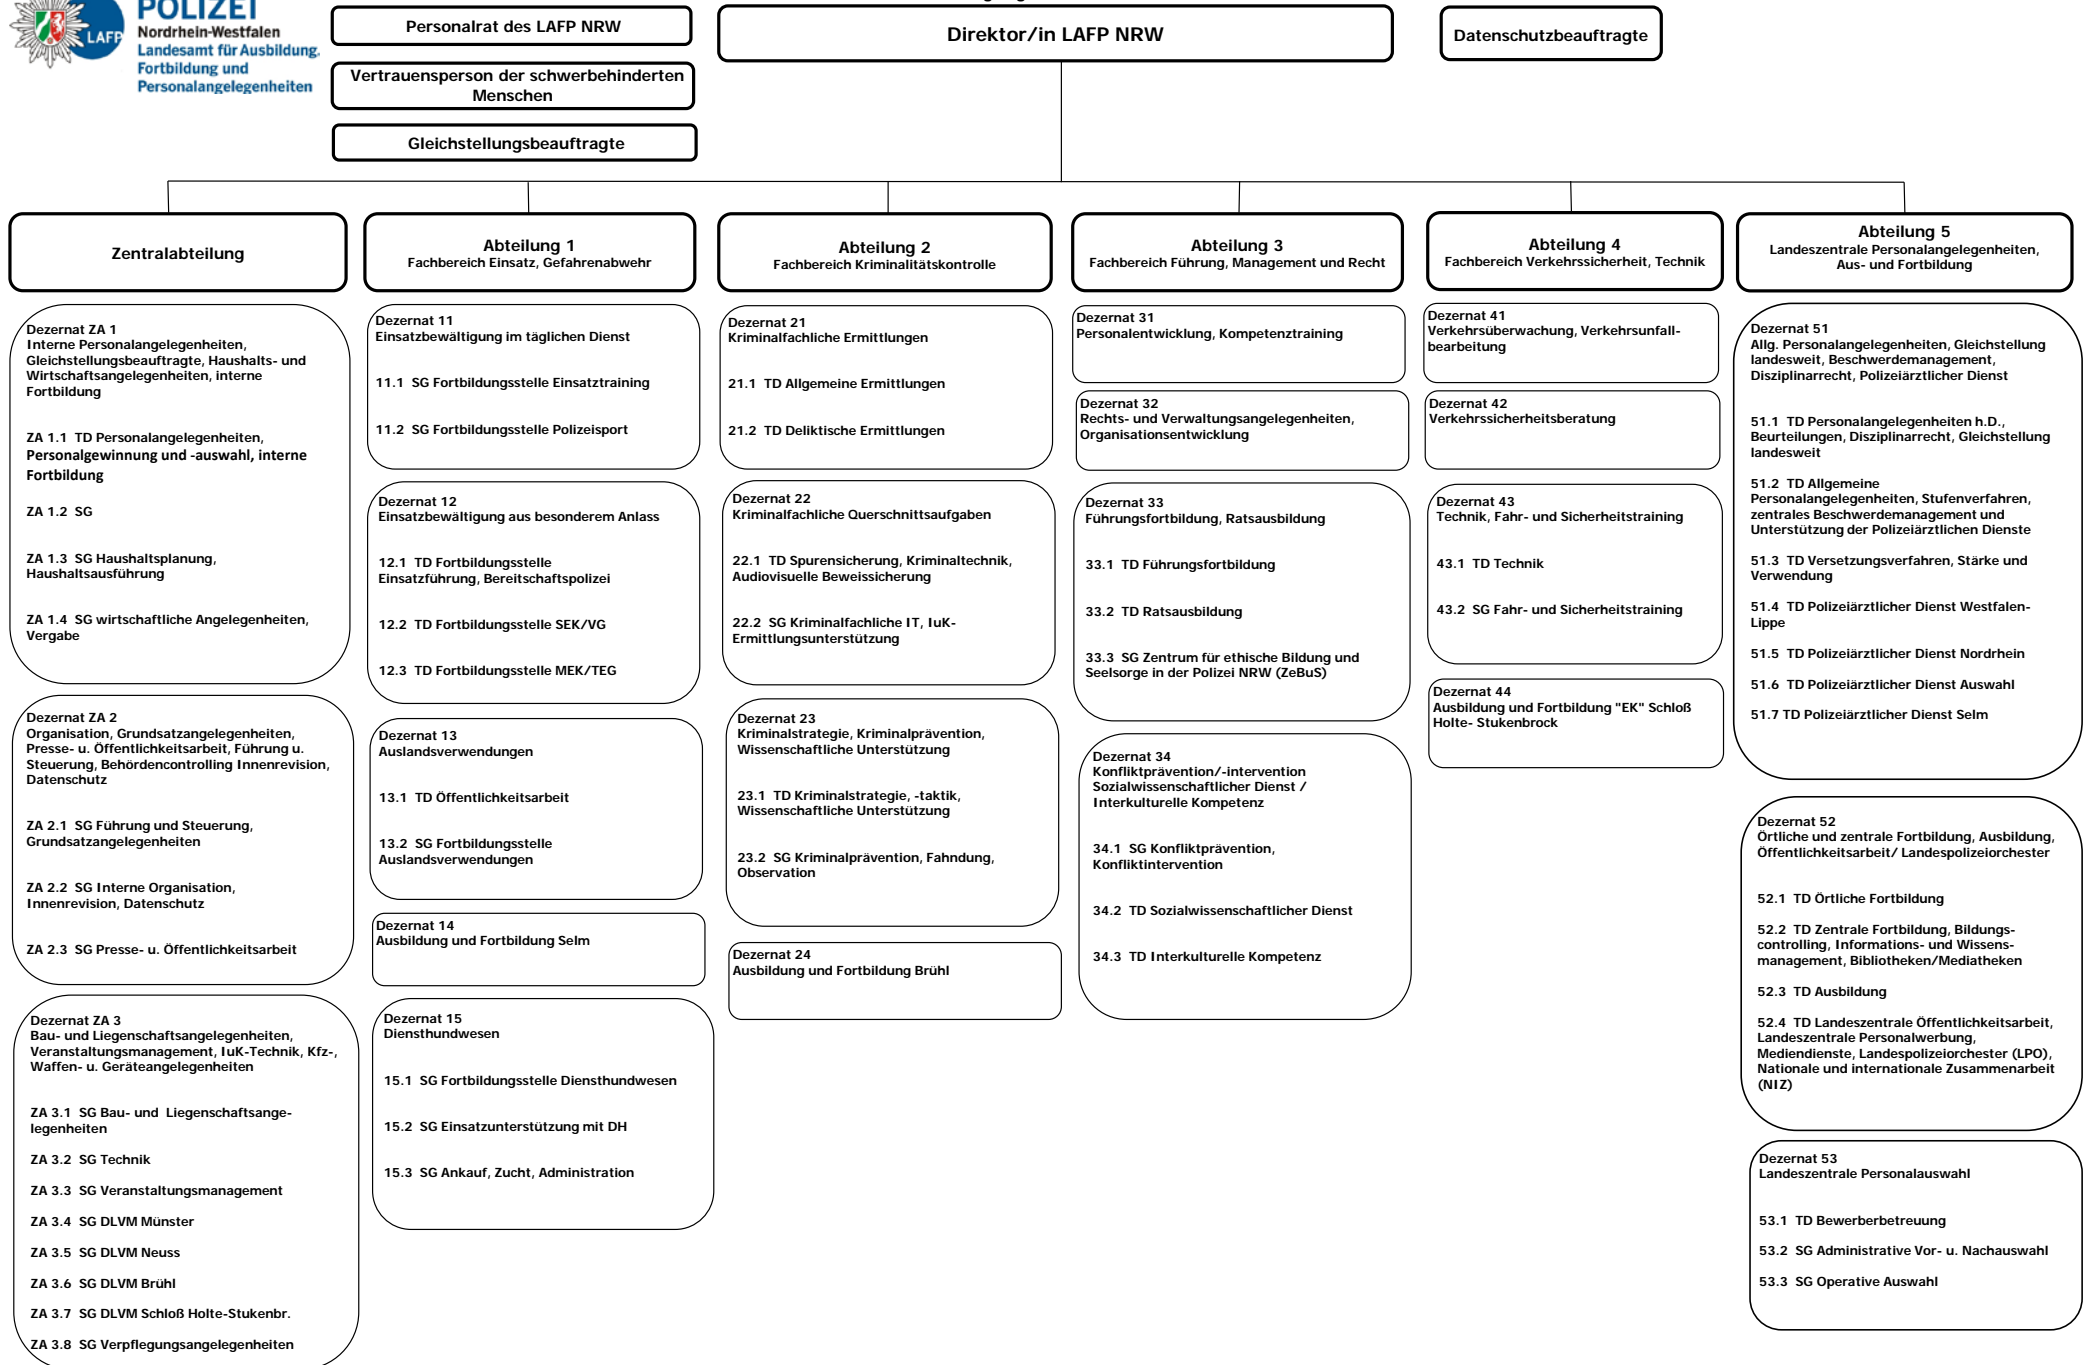 POLIZEI
Nordrhein-Westfalen
Landesamt für Ausbildung,
Fortbildung und
Personalangelegenheiten
LAFP
Personalrat des LAFP NRW
Vertrauensperson der schwerbehinderten
Menschen
Gleichstellungsbeauftragte
Direktor/in LAFP NRW
Datenschutzbeauftragte
Zentralabteilung
Dezernat ZA 1
Interne Personalangelegenheiten,
Gleichstellungsbeauftragte, Haushalts- und
Wirtschaftsangelegenheiten, interne
Fortbildung
ZA 1.1 TD Personalangelegenheiten,
Personalgewinnung und -auswahl, interne
Fortbildung
ZA 1.2 SG
ZA 1.3 SG Haushaltsplanung,
Haushaltsausführung
ZA 1.4 SG wirtschaftliche Angelegenheiten,
Vergabe
Dezernat ZA 2
Organisation, Grundsatzangelegenheiten,
Presse- u. Öffentlichkeitsarbeit, Führung u.
Steuerung, Behördencontrolling Innenrevision,
Datenschutz
ZA 2.1 SG Führung und Steuerung,
Grundsatzangelegenheiten
ZA 2.2 SG Interne Organisation,
Innenrevision, Datenschutz
ZA 2.3 SG Presse- u. Öffentlichkeitsarbeit
Dezernat ZA 3
Bau- und Liegenschaftsangelegenheiten,
Veranstaltungsmanagement, IuK-Technik, Kfz-,
Waffen- u. Geräteangelegenheiten
ZA 3.1 SG Bau- und Liegenschaftsange-
legenheiten
ZA 3.2 SG Technik
ZA 3.3 SG Veranstaltungsmanagement
ZA 3.4 SG DLVM Münster
ZA 3.5 SG DLVM Neuss
ZA 3.6 SG DLVM Brühl
ZA 3.7 SG DLVM Schloß Holte-Stukenbr.
ZA 3.8 SG Verpflegungsangelegenheiten
Abteilung 1
Fachbereich Einsatz, Gefahrenabwehr
Dezernat 11
Einsatzbewältigung im täglichen Dienst
11.1 SG Fortbildungsstelle Einsatztraining
11.2 SG Fortbildungsstelle Polizeisport
Dezernat 12
Einsatzbewältigung aus besonderem Anlass
12.1 TD Fortbildungsstelle
Einsatzführung, Bereitschaftspolizei
12.2 TD Fortbildungsstelle SEK/VG
12.3 TD Fortbildungsstelle MEK/TEG
Dezernat 13
Auslandsverwendungen
13.1 TD Öffentlichkeitsarbeit
13.2 SG Fortbildungsstelle
Auslandsverwendungen
Dezernat 14
Ausbildung und Fortbildung Selm
Dezernat 15
Diensthundwesen
15.1 SG Fortbildungsstelle Diensthundwesen
15.2 SG Einsatzunterstützung mit DH
15.3 SG Ankauf, Zucht, Administration
Abteilung 2
Fachbereich Kriminalitätskontrolle
Dezernat 21
Kriminalfachliche Ermittlungen
21.1 TD Allgemeine Ermittlungen
21.2 TD Deliktische Ermittlungen
Dezernat 22
Kriminalfachliche Querschnittsaufgaben
22.1 TD Spurensicherung, Kriminaltechnik,
Audiovisuelle Beweissicherung
22.2 SG Kriminalfachliche IT, IuK-
Ermittlungsunterstützung
Dezernat 23
Kriminalstrategie, Kriminalprävention,
Wissenschaftliche Unterstützung
23.1 TD Kriminalstrategie, -taktik,
Wissenschaftliche Unterstützung
23.2 SG Kriminalprävention, Fahndung,
Observation
Dezernat 24
Ausbildung und Fortbildung Brühl
Abteilung 3
Fachbereich Führung, Management und Recht
Dezernat 31
Personalentwicklung, Kompetenztraining
Dezernat 32
Rechts- und Verwaltungsangelegenheiten,
Organisationsentwicklung
Dezernat 33
Führungsfortbildung, Ratsausbildung
33.1 TD Führungsfortbildung
33.2 TD Ratsausbildung
33.3 SG Zentrum für ethische Bildung und
Seelsorge in der Polizei NRW (ZeBuS)
Dezernat 34
Konfliktprävention/-intervention
Sozialwissenschaftlicher Dienst /
Interkulturelle Kompetenz
34.1 SG Konfliktprävention,
Konfliktintervention
34.2 TD Sozialwissenschaftlicher Dienst
34.3 TD Interkulturelle Kompetenz
Abteilung 4
Fachbereich Verkehrssicherheit, Technik
Dezernat 41
Verkehrsüberwachung, Verkehrsunfall-
bearbeitung
Dezernat 42
Verkehrssicherheitsberatung
Dezernat 43
Technik, Fahr- und Sicherheitstraining
43.1 TD Technik
43.2 SG Fahr- und Sicherheitstraining
Dezernat 44
Ausbildung und Fortbildung "EK" Schloß
Holte- Stukenbrock
Abteilung 5
Landeszentrale Personalangelegenheiten,
Aus- und Fortbildung
Dezernat 51
Allg. Personalangelegenheiten, Gleichstellung
landesweit, Beschwerdemanagement,
Disziplinarrecht, Polizeiärztlicher Dienst
51.1 TD Personalangelegenheiten h.D.,
Beurteilungen, Disziplinarrecht, Gleichstellung
landesweit
51.2 TD Allgemeine
Personalangelegenheiten, Stufenverfahren,
zentrales Beschwerdemanagement und
Unterstützung der Polizeiärztlichen Dienste
51.3 TD Versetzungsverfahren, Stärke und
Verwendung
51.4 TD Polizeiärztlicher Dienst Westfalen-
Lippe
51.5 TD Polizeiärztlicher Dienst Nordrhein
51.6 TD Polizeiärztlicher Dienst Auswahl
51.7 TD Polizeiärztlicher Dienst Selm
Dezernat 52
Örtliche und zentrale Fortbildung, Ausbildung,
Öffentlichkeitsarbeit/ Landespolizeiorchester
52.1 TD Örtliche Fortbildung
52.2 TD Zentrale Fortbildung, Bildungs-
controlling, Informations- und Wissens-
management, Bibliotheken/Mediatheken
52.3 TD Ausbildung
52.4 TD Landeszentrale Öffentlichkeitsarbeit,
Landeszentrale Personalwerbung,
Mediendienste, Landespolizeiorchester (LPO),
Nationale und internationale Zusammenarbeit
(NIZ)
Dezernat 53
Landeszentrale Personalauswahl
53.1 TD Bewerberbetreuung
53.2 SG Administrative Vor- u. Nachauswahl
53.3 SG Operative Auswahl